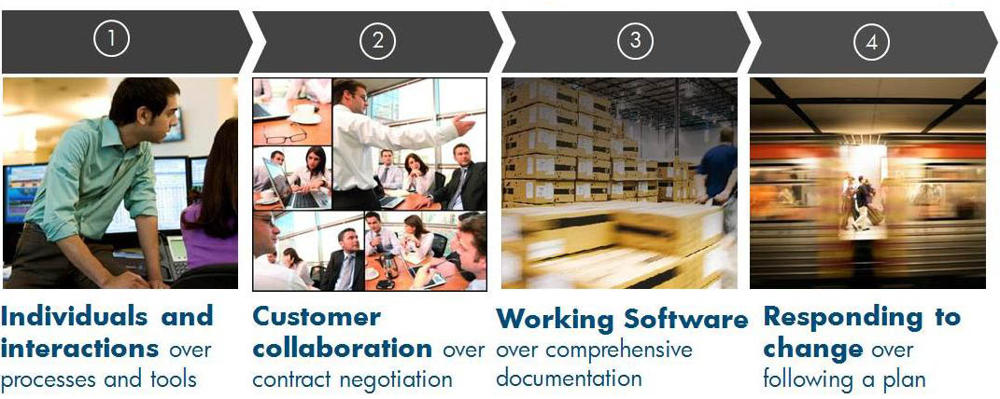 1
2
3
4
Individuals and
interactions over
processes and tools
Customer
collaboration over
contract negotiation
Working Software
over comprehensive
documentation
Responding to
change over
following a plan